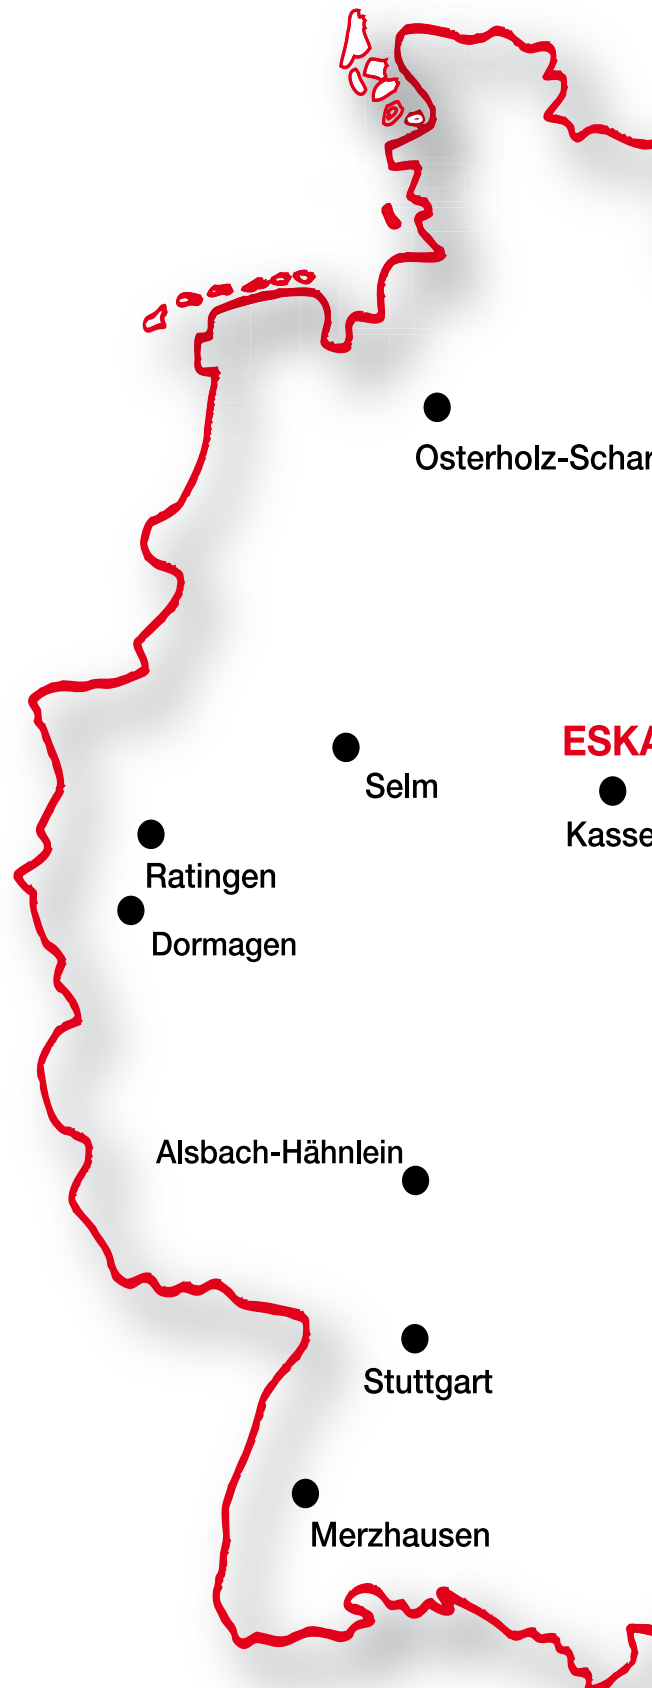 Osterholz-Schar
ESKA
Selm
Kasse
Ratingen
Dormagen
Alsbach-Hähnlein
Stuttgart
Merzhausen